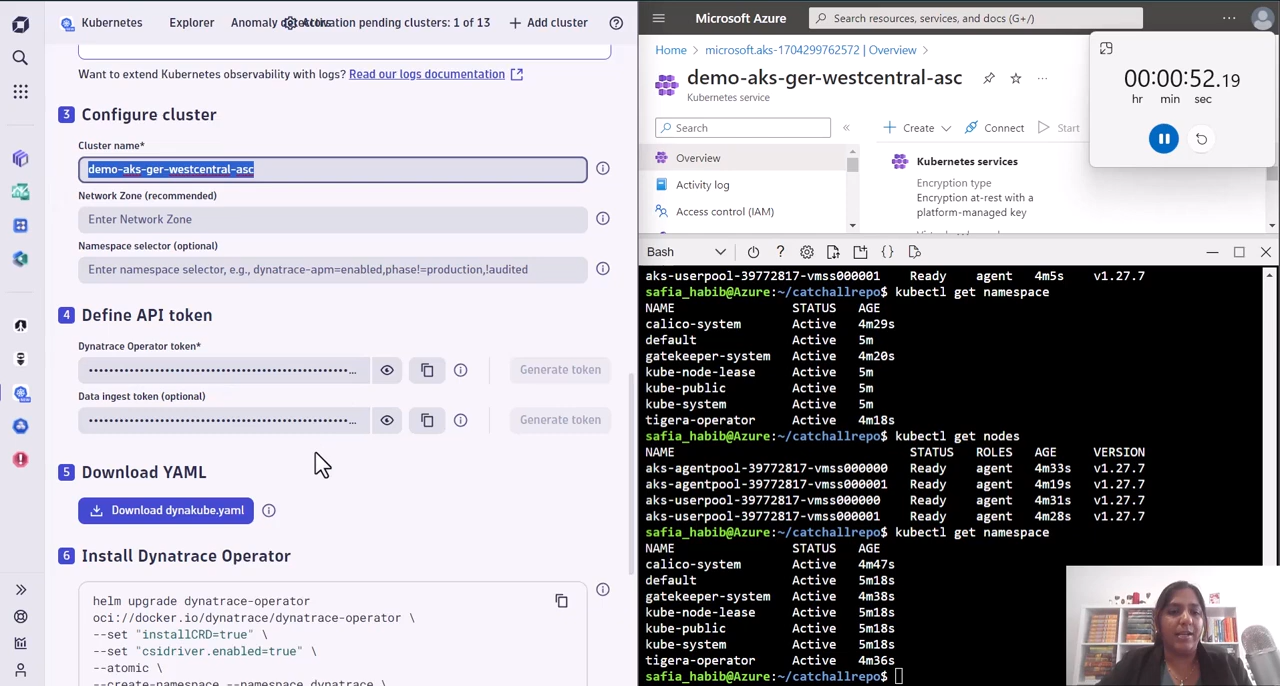 Kubernetes
Explorer
Activation pending clusters: 1 of 13
Add cluster
Want to extend Kubernetes observability with logs? Read our logs documentation
3 Configure cluster
Cluster name*
demo-aks-ger-westcentral-asc
Network Zone (recommended)
Enter Network Zone
Namespace selector (optional)
Enter namespace selector, e.g., dynatrace-apm=enabled,phase!=production,!audited
4 Define API token
Dynatrace Operator token*
Generate token
Data ingest token (optional)
Generate token
5 Download YAML
Download dynakube.yaml
6 Install Dynatrace Operator
helm upgrade dynatrace-operator
oci://docker.io/dynatrace/dynatrace-operator \
--set "installCRD=true" \
--set "csidriver.enabled=true" \
--atomic \
--create-namespace --namespace dynatrace \
Microsoft Azure
Search resources, services, and docs (G+/)
Home > microsoft.aks-1704299762572 | Overview >
demo-aks-ger-westcentral-asc
Kubernetes service
00:00:52.19
hr min sec
Search
Create
Connect
Start
Overview
Activity log
Access control (IAM)
Kubernetes services
Encryption type
Encryption at-rest with a
platform-managed key
Bash
aks-userpool-39772817-vmss000001 Ready agent 4m5s v1.27.7
safia_habib@Azure:~/catchallrepo$ kubectl get namespace
NAME STATUS AGE
calico-system Active 4m29s
default Active 5m
gatekeeper-system Active 4m20s
kube-node-lease Active 5m
kube-public Active 5m
kube-system Active 5m
tigera-operator Active 4m18s
safia_habib@Azure:~/catchallrepo$ kubectl get nodes
NAME STATUS ROLES AGE VERSION
aks-agentpool-39772817-vmss000000 Ready agent 4m33s v1.27.7
aks-agentpool-39772817-vmss000001 Ready agent 4m19s v1.27.7
aks-userpool-39772817-vmss000000 Ready agent 4m31s v1.27.7
aks-userpool-39772817-vmss000001 Ready agent 4m28s v1.27.7
safia_habib@Azure:~/catchallrepo$ kubectl get namespace
NAME STATUS AGE
calico-system Active 4m47s
default Active 5m18s
gatekeeper-system Active 4m38s
kube-node-lease Active 5m18s
kube-public Active 5m18s
kube-system Active 5m18s
tigera-operator Active 4m36s
safia_habib@Azure:~/catchallrepo$